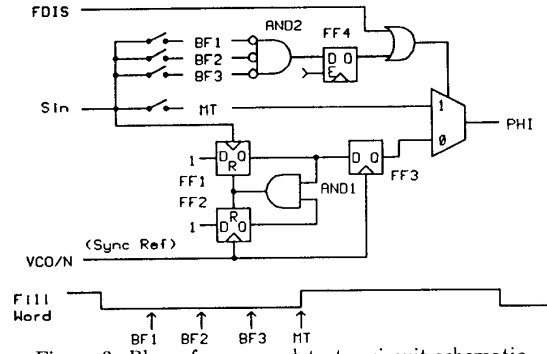 FDIS
AND2
FF4
BF1
BF2
BF3
D Q
E
Sin
MT
1
PHI
0
1
D Q
R
FF1
AND1
D Q
FF3
FF2
R
1
D Q
(Sync Ref)
VCO/N
Fill
Word
BF1 BF2 BF3 MT